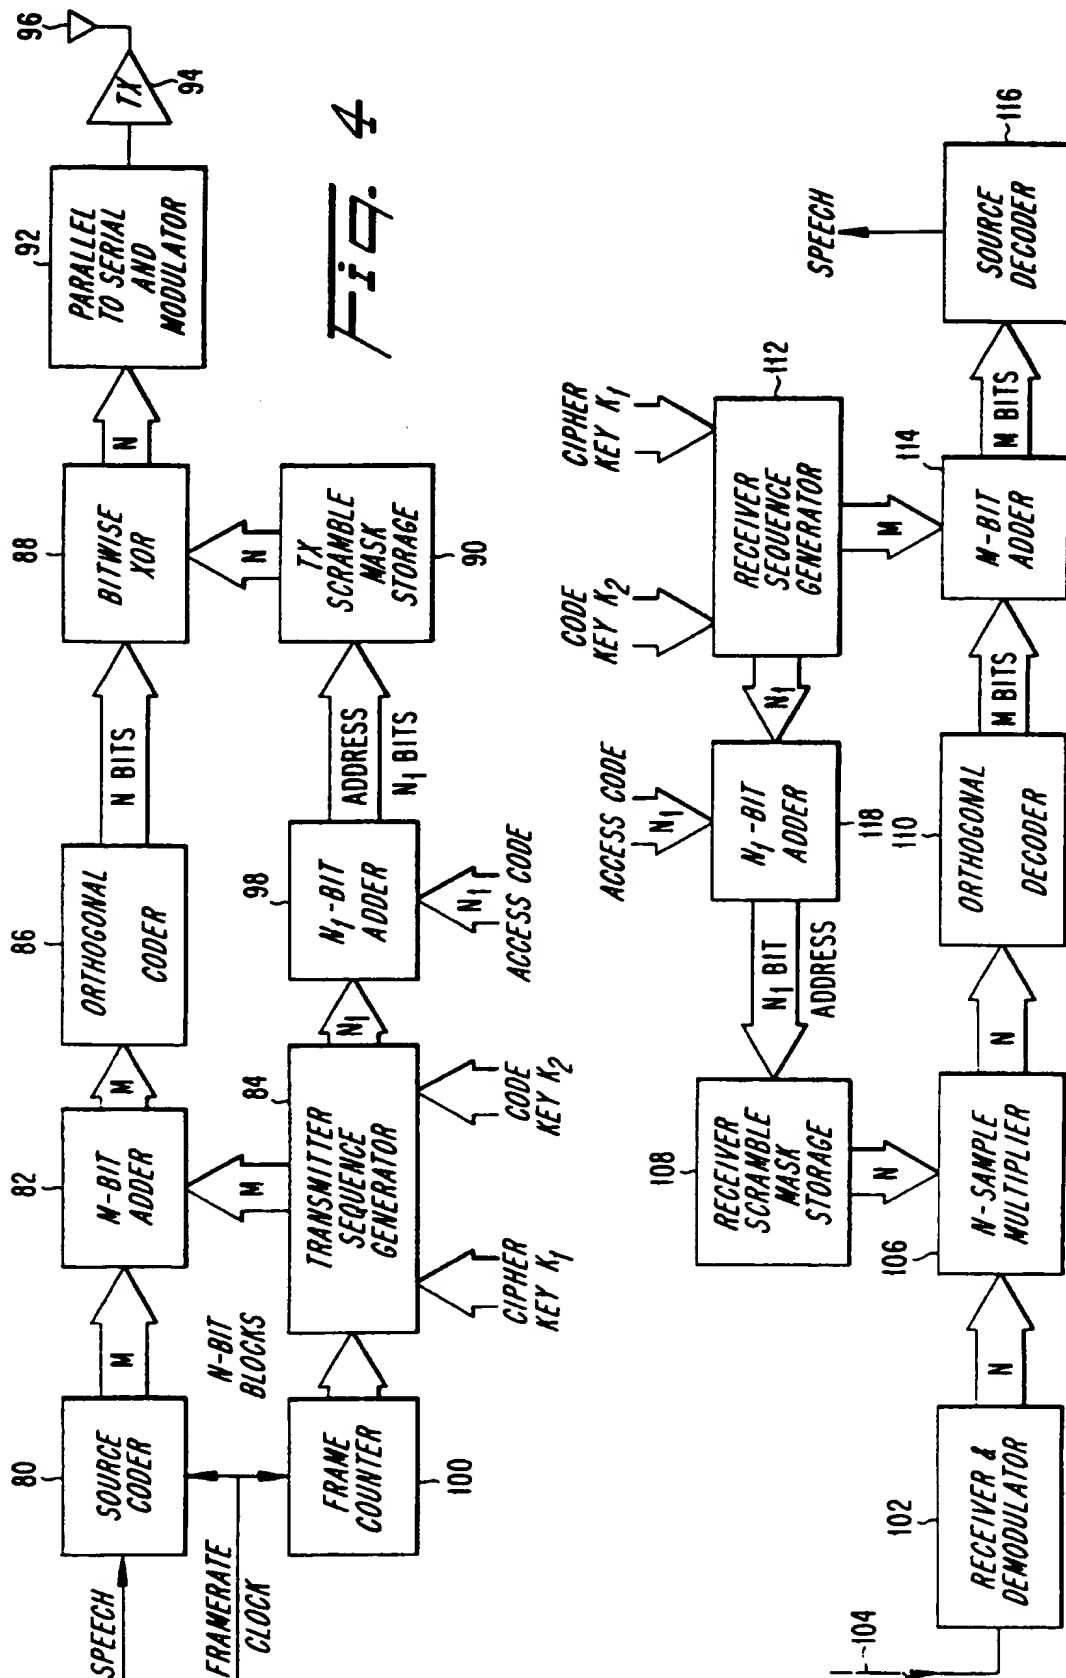 SPEECH
80
SOURCE
CODER
M
82
M-BIT
ADDER
M
86
ORTHOGONAL
CODER
N BITS
88
BITWISE
XOR
N
92
PARALLEL
TO SERIAL
AND
MODULATOR
TX
94
96
FRAMERATE
CLOCK
N-BIT
BLOCKS
FRAME
COUNTER
100
84
TRANSMITTER
SEQUENCE
GENERATOR
M
CIPHER
KEY K1
CODE
KEY K2
N1
98
N1-BIT
ADDER
N1
ACCESS CODE
ADDRESS
N1 BITS
TX
SCRAMBLE
MASK
STORAGE
90
N
Fig. 4
104
102
RECEIVER &
DEMODULATOR
N
106
N-SAMPLE
MULTIPLIER
N
108
RECEIVER
SCRAMBLE
MASK
STORAGE
N
N1 BIT
ADDRESS
ACCESS CODE
N1
N1-BIT
ADDER
118
N1
CODE
KEY K2
CIPHER
KEY K1
RECEIVER
SEQUENCE
GENERATOR
112
M
110
ORTHOGONAL
DECODER
M BITS
114
M-BIT
ADDER
M BITS
SOURCE
DECODER
116
SPEECH